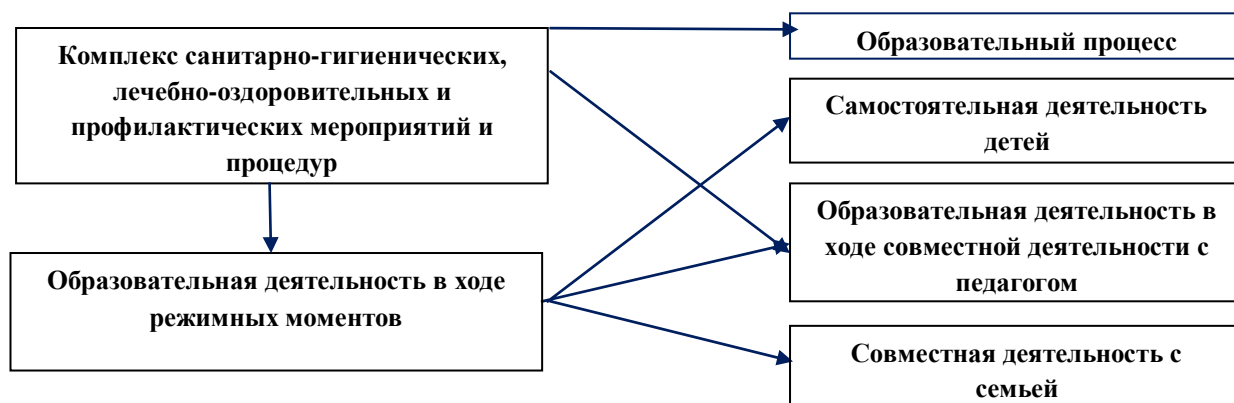 Комплекс санитарно-гигиенических,
лечебно-оздоровительных и
профилактических мероприятий и
процедур
Образовательная деятельность в ходе
режимных моментов
Образовательный процесс
Самостоятельная деятельность
детей
Образовательная деятельность в
ходе совместной деятельности с
педагогом
Совместная деятельность с
семьей